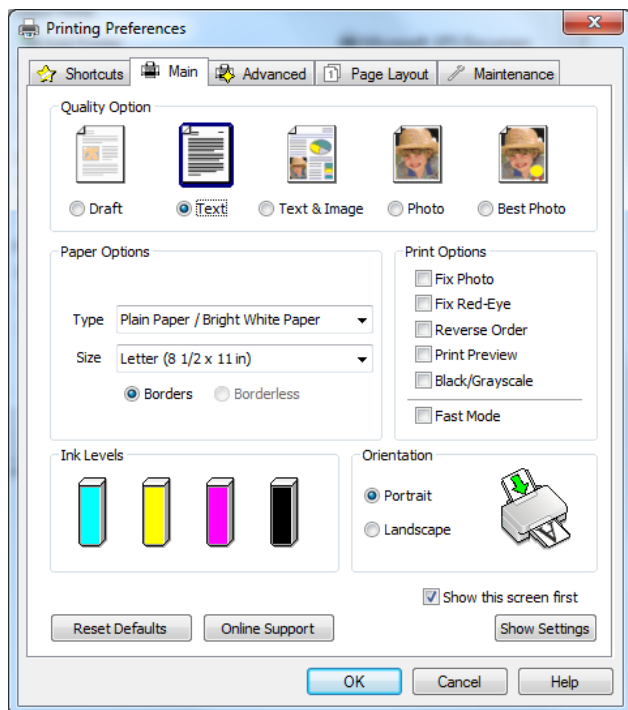 Printing Preferences
Shortcuts Main Advanced 1 Page Layout Maintenance
Quality Option
Draft Text Text & Image Photo Best Photo
Paper Options
Type Plain Paper / Bright White Paper
Size Letter (8 1/2 x 11 in)
Borders Borderless
Print Options
Fix Photo
Fix Red-Eye
Reverse Order
Print Preview
Black/Grayscale
Fast Mode
Ink Levels
Orientation
Portrait
Landscape
Show this screen first
Reset Defaults Online Support Show Settings
OK Cancel Help